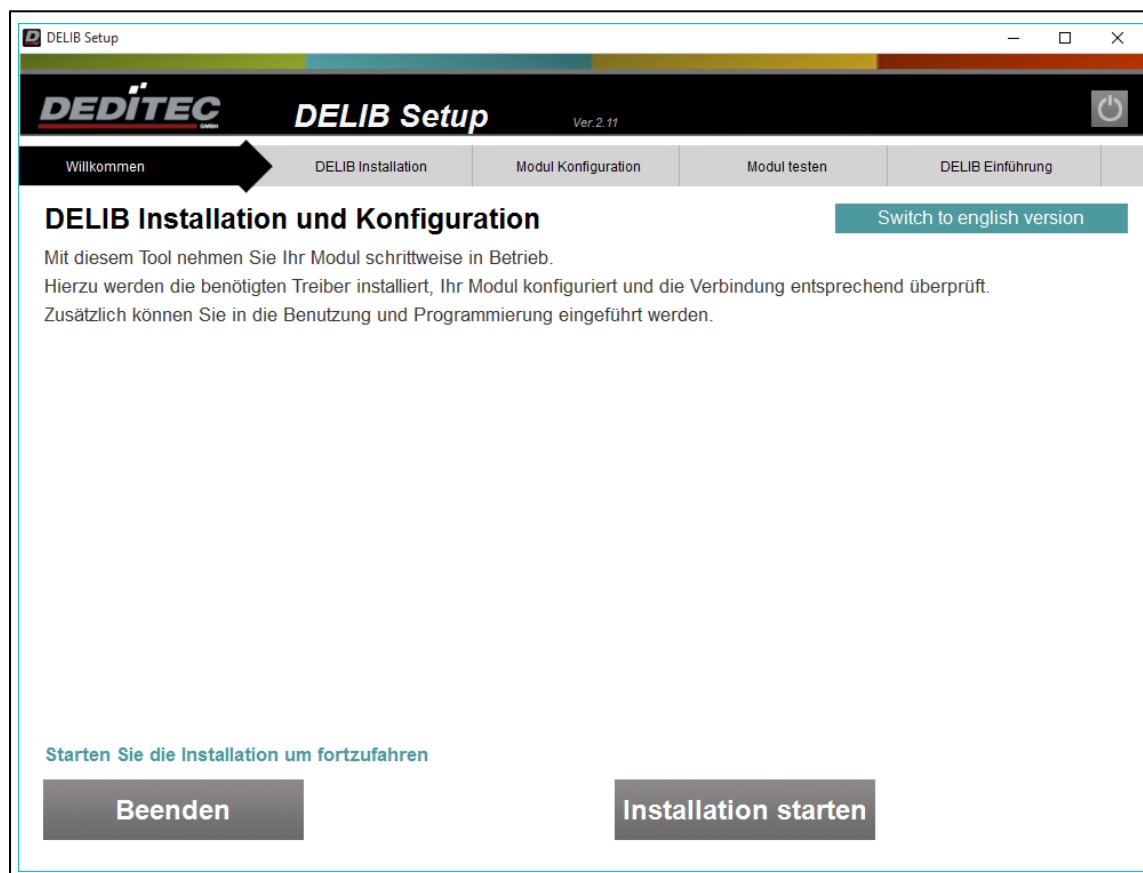 DELIB Setup
DEDITEC
GMBH
DELIB Setup
Ver.2.11
Willkommen
DELIB Installation
Modul Konfiguration
Modul testen
DELIB Einführung
DELIB Installation und Konfiguration
Switch to english version
Mit diesem Tool nehmen Sie Ihr Modul schrittweise in Betrieb.
Hierzu werden die benötigten Treiber installiert, Ihr Modul konfiguriert und die Verbindung entsprechend überprüft.
Zusätzlich können Sie in die Benutzung und Programmierung eingeführt werden.
Starten Sie die Installation um fortzufahren
Beenden
Installation starten